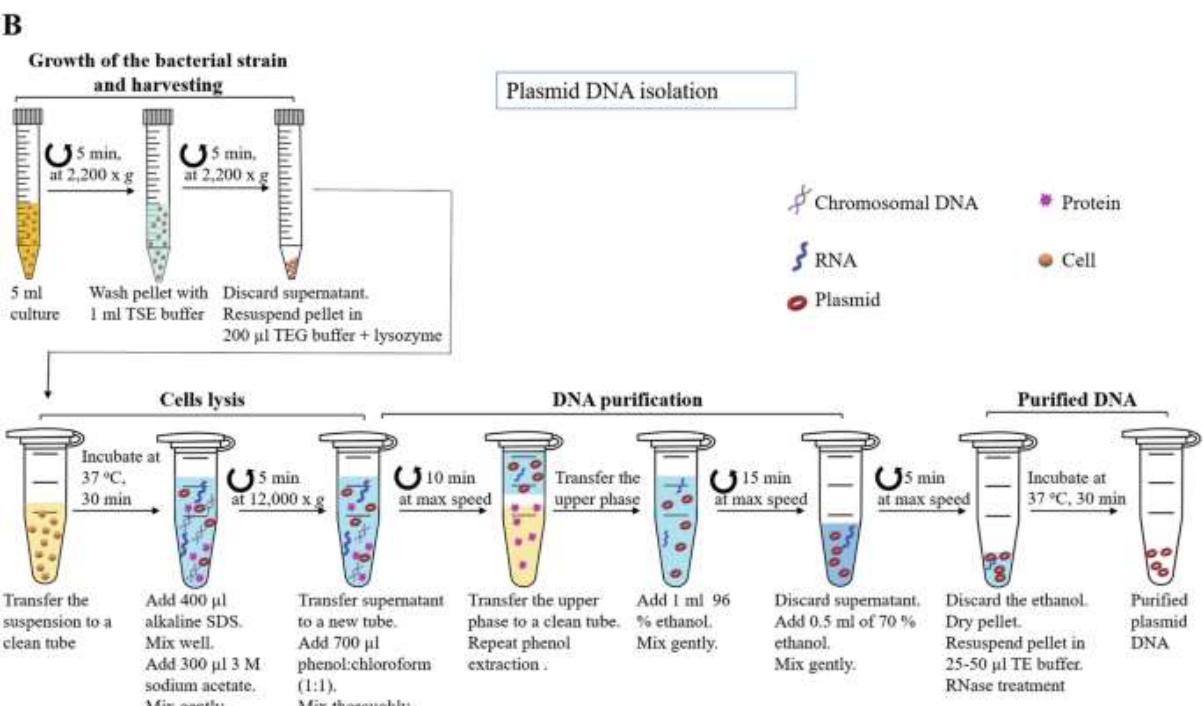 B
Growth of the bacterial strain
and harvesting
Plasmid DNA isolation
5 min,
at 2,200 x g
5 min,
at 2,200 x g
Chromosomal DNA
Protein
RNA
Cell
Plasmid
5 ml
culture
Wash pellet with
1 ml TSE buffer
Discard supernatant.
Resuspend pellet in
200 µl TEG buffer + lysozyme
Cells lysis
DNA purification
Purified DNA
Incubate at
37 ºC,
30 min
5 min
at 12,000 x g
10 min
at max speed
Transfer the
upper phase
15 min
at max speed
5 min
at max speed
Incubate at
37 ºC, 30 min
Transfer the
suspension to a
clean tube
Add 400 µl
alkaline SDS.
Mix well.
Add 300 µl 3 M
sodium acetate.
Mix gently
Transfer supernatant
to a new tube.
Add 700 µl
phenol:chloroform
(1:1).
Mix thoroughly
Transfer the upper
phase to a clean tube.
Repeat phenol
extraction .
Add 1 ml 96
% ethanol.
Mix gently.
Discard supernatant.
Add 0.5 ml of 70 %
ethanol.
Mix gently.
Discard the ethanol.
Dry pellet.
Resuspend pellet in
25-50 µl TE buffer.
RNase treatment
Purified
plasmid
DNA